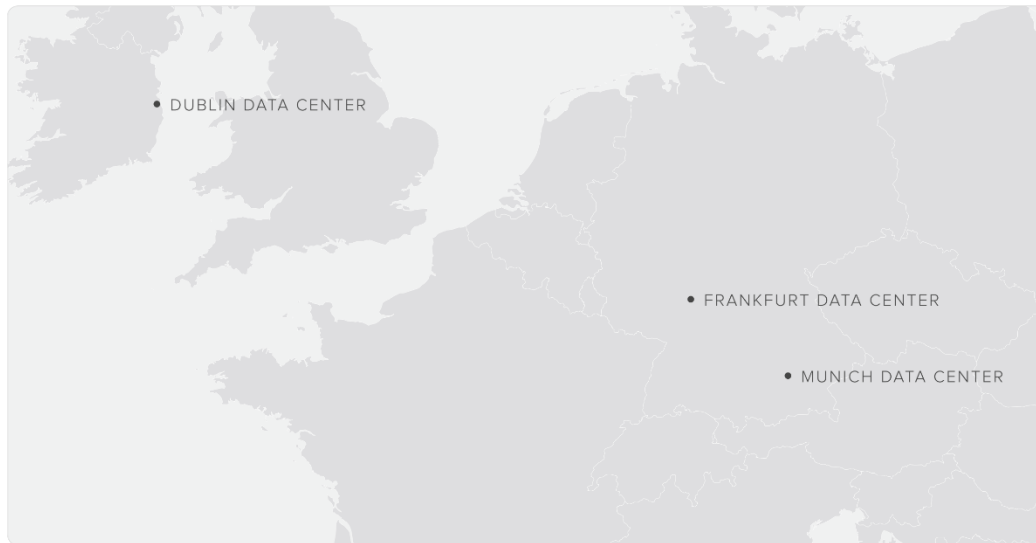 DUBLIN DATA CENTER
FRANKFURT DATA CENTER
MUNICH DATA CENTER